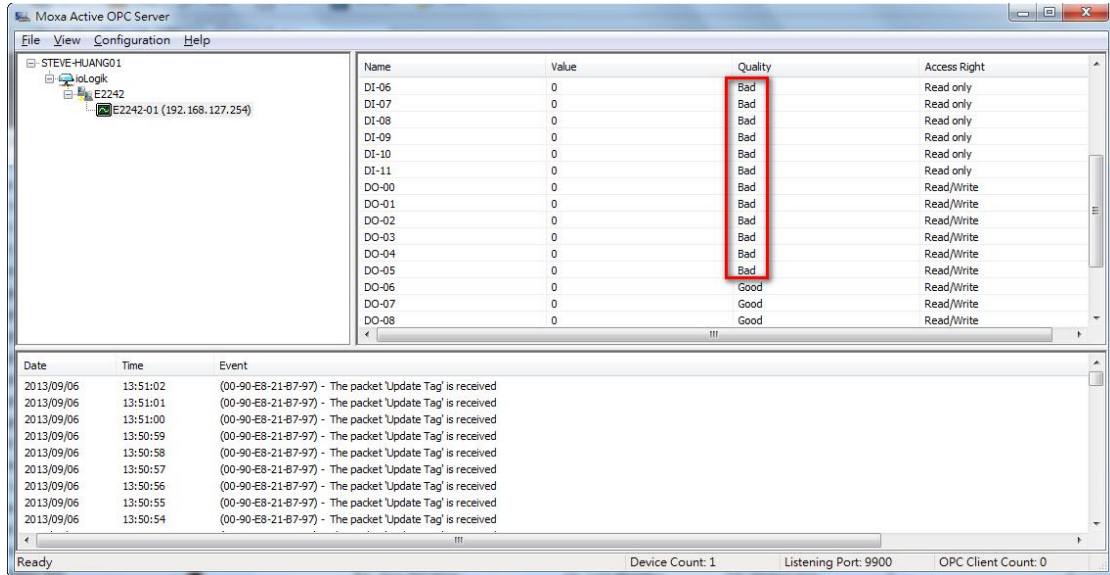 Moxa Active OPC Server
File View Configuration Help
STEVE-HUANG01
ioLogik
E2242
E2242-01 (192.168.127.254)
Name Value Quality Access Right
DI-06 0 Bad Read only
DI-07 0 Bad Read only
DI-08 0 Bad Read only
DI-09 0 Bad Read only
DI-10 0 Bad Read only
DI-11 0 Bad Read only
DO-00 0 Bad Read/Write
DO-01 0 Bad Read/Write
DO-02 0 Bad Read/Write
DO-03 0 Bad Read/Write
DO-04 0 Bad Read/Write
DO-05 0 Bad Read/Write
DO-06 0 Good Read/Write
DO-07 0 Good Read/Write
DO-08 0 Good Read/Write
Date Time Event
2013/09/06 13:51:02 (00-90-E8-21-B7-97) - The packet 'Update Tag' is received
2013/09/06 13:51:01 (00-90-E8-21-B7-97) - The packet 'Update Tag' is received
2013/09/06 13:51:00 (00-90-E8-21-B7-97) - The packet 'Update Tag' is received
2013/09/06 13:50:59 (00-90-E8-21-B7-97) - The packet 'Update Tag' is received
2013/09/06 13:50:58 (00-90-E8-21-B7-97) - The packet 'Update Tag' is received
2013/09/06 13:50:57 (00-90-E8-21-B7-97) - The packet 'Update Tag' is received
2013/09/06 13:50:56 (00-90-E8-21-B7-97) - The packet 'Update Tag' is received
2013/09/06 13:50:55 (00-90-E8-21-B7-97) - The packet 'Update Tag' is received
2013/09/06 13:50:54 (00-90-E8-21-B7-97) - The packet 'Update Tag' is received
Ready Device Count: 1 Listening Port: 9900 OPC Client Count: 0